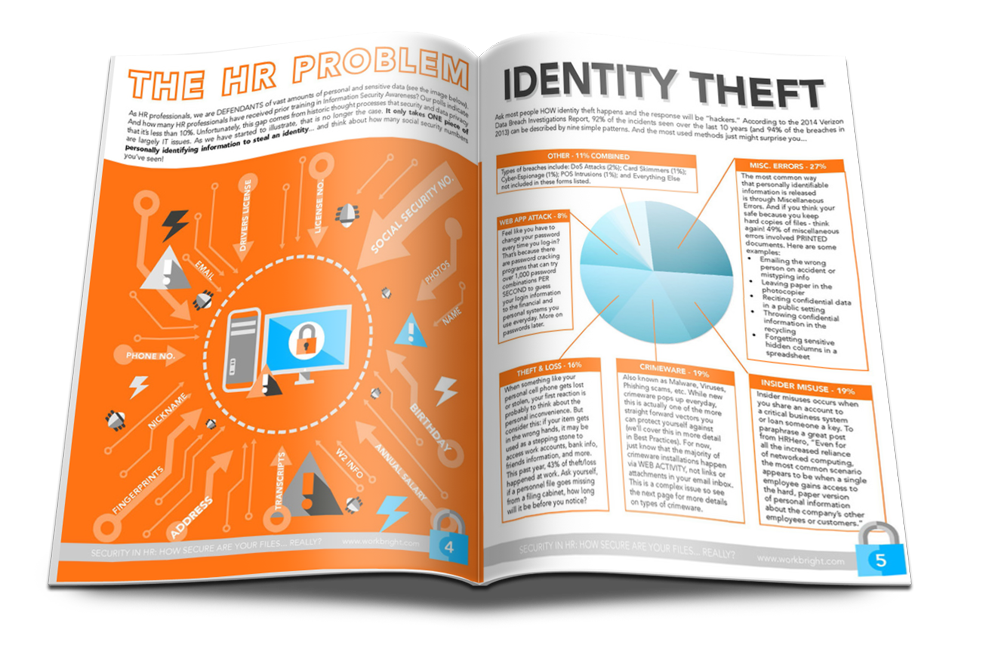 THE HR PROBLEM
As HR professionals, we are DEFENDANTS of vast amounts of personal and sensitive data (see the image below).
And how many HR professionals have received prior training in Information Security Awareness? Our polls indicate
that it's less than 10%. Unfortunately, this gap comes from historic thought processes that security and data privacy
are largely IT issues. As we have started to illustrate, that is no longer the case. It only takes ONE piece of
personally identifying information to steal an identity... and think about how many social security numbers
you've seen!
DRIVERS LICENSE
LICENSE NO.
SOCIAL SECURITY NO.
EMAIL
PHOTOS
NAME
PHONE NO.
NICKNAME
BIRTHDAY
FINGERPRINTS
ADDRESS
TRANSCRIPTS
W2 INFO
ANNUAL SALARY
SECURITY IN HR: HOW SECURE ARE YOUR FILES... REALLY?
www.workbright.com
4
IDENTITY THEFT
Ask most people HOW identity theft happens and the response will be "hackers." According to the 2014 Verizon
Data Breach Investigations Report, 92% of the incidents seen over the last 10 years (and 94% of the breaches in
2013) can be described by nine simple patterns. And the most used methods just might surprise you...
OTHER - 11% COMBINED
Types of breaches include: DoS Attacks (2%); Card Skimmers (1%);
Cyber-Espionage (1%); POS Intrusions (1%); and Everything Else
not included in these forms listed.
MISC. ERRORS - 27%
The most common way
that personally identifiable
information is released
is through Miscellaneous
Errors. And if you think your
safe because you keep
hard copies of files - think
again! 49% of miscellaneous
errors involved PRINTED
documents. Here are some
examples:
• Emailing the wrong
person on accident or
mistyping info
• Leaving paper in the
photocopier
• Reciting confidential data
in a public setting
• Throwing confidential
information in the
recycling
• Forgetting sensitive
hidden columns in a
spreadsheet
WEB APP ATTACK - 8%
Feel like you have to
change your password
every time you log-in?
That's because there
are password cracking
programs that can try
over 1,000 password
combinations PER
SECOND to guess
your login information
to the financial and
personal systems you
use everyday. More on
passwords later.
THEFT & LOSS - 16%
When something like your
personal cell phone gets lost
or stolen, your first reaction
is probably to think about the
personal inconvenience. But
consider this: if your item gets
in the wrong hands, it may be
used as a stepping stone to
access work accounts, bank info,
friends information, and more.
This past year, 43% of theft/loss
happened at work. Ask yourself,
if a personnel file goes missing
from a filing cabinet, how long
will it be before you notice?
CRIMEWARE - 19%
Also known as Malware, Viruses,
Phishing scams, etc. While new
crimeware pops up everyday,
this is actually one of the more
straight forward vectors you
can protect yourself against
(we'll cover this in more detail
in Best Practices). For now,
just know that the majority of
crimeware installations happen
via WEB ACTIVITY, not links or
attachments in your email inbox.
This is a complex issue so see
the next page for more details
on types of crimeware.
INSIDER MISUSE - 19%
Insider misuses occurs when
you share an account to
a critical business system
or loan someone a key. To
paraphrase a great post
from HRHero, "Even for
all the increased reliance
of networked computing,
the most common scenario
appears to be when a single
employee gains access to
the hard, paper version
of personal information
about the company's other
employees or customers."
SECURITY IN HR: HOW SECURE ARE YOUR FILES... REALLY?
www.workbright.com
5